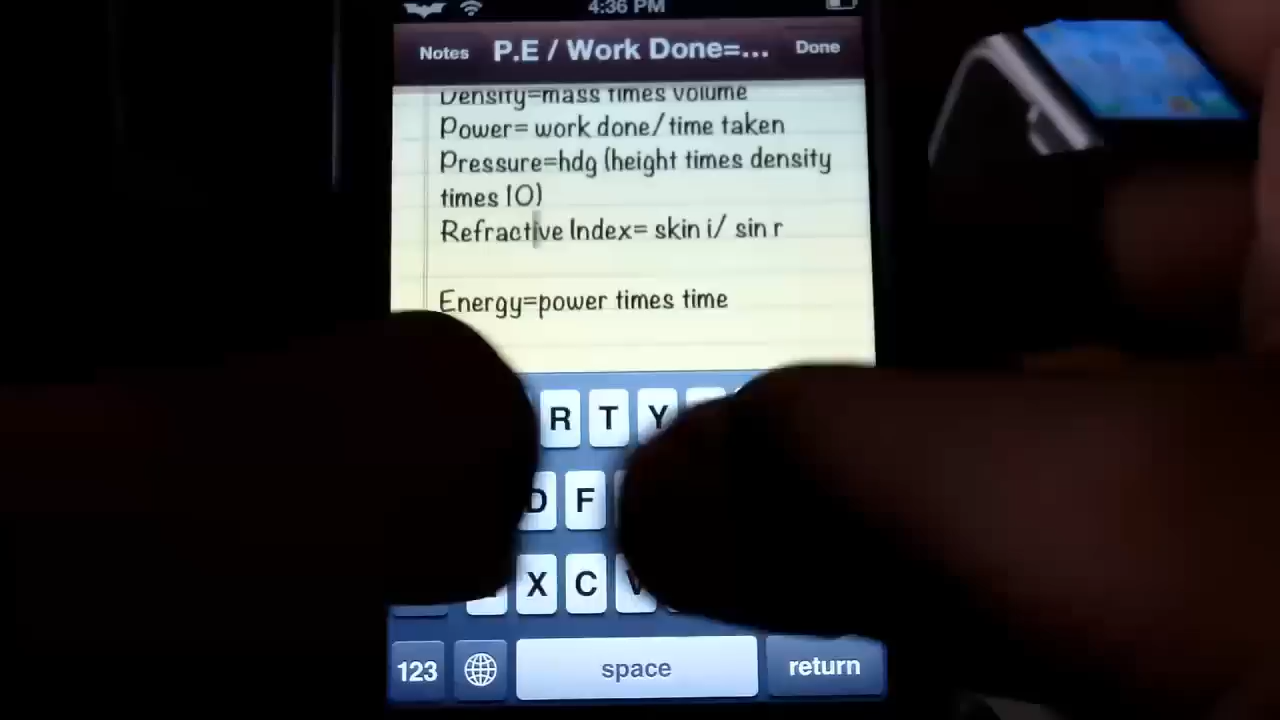 4:36 PM
Notes P.E / Work Done=... Done
Density=mass times volume
Power= work done/time taken
Pressure=hdg (height times density
times 10)
Refractive Index= skin i/ sin r
Energy=power times time
R T Y
D F
X C V
123 space return